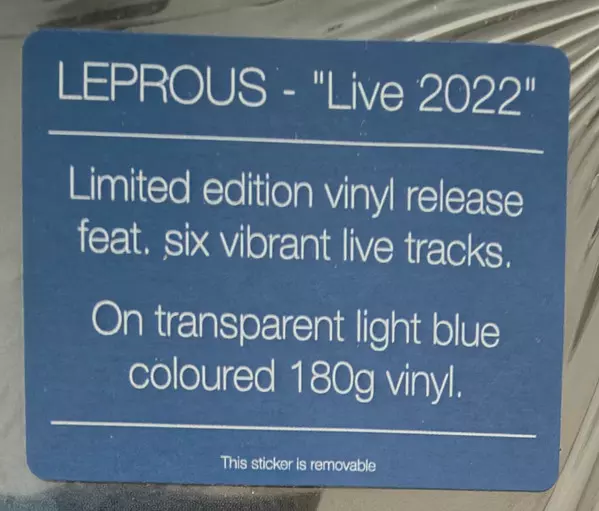 LEPROUS - "Live 2022"
Limited edition vinyl release
feat. six vibrant live tracks.
On transparent light blue
coloured 180g vinyl.
This sticker is removable